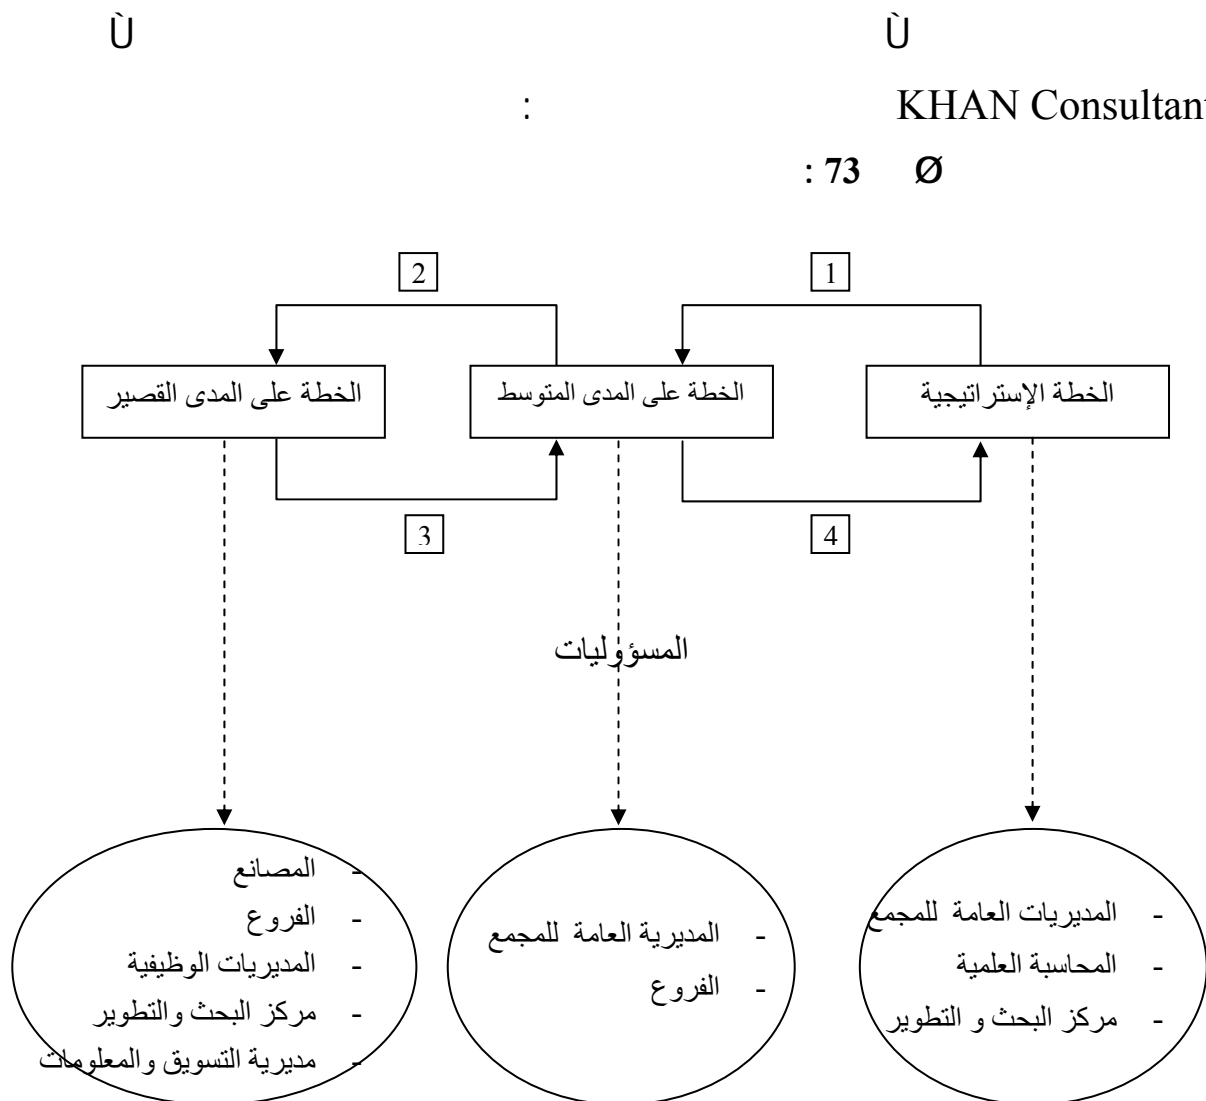 Ù Ù
KHAN Consultant :
Ø 73 :
1
2
الخطة الإستراتيجية
الخطة على المدى المتوسط
الخطة على المدى القصير
4
3
المسؤوليات
- المديريات العامة للمجمع
- المحاسبة العلمية
- مركز البحث و التطوير
- المديرية العامة للمجمع
- الفروع
- المصانع
- الفروع
- المديريات الوظيفية
- مركز البحث والتطوير
- مديرية التسويق والمعلومات